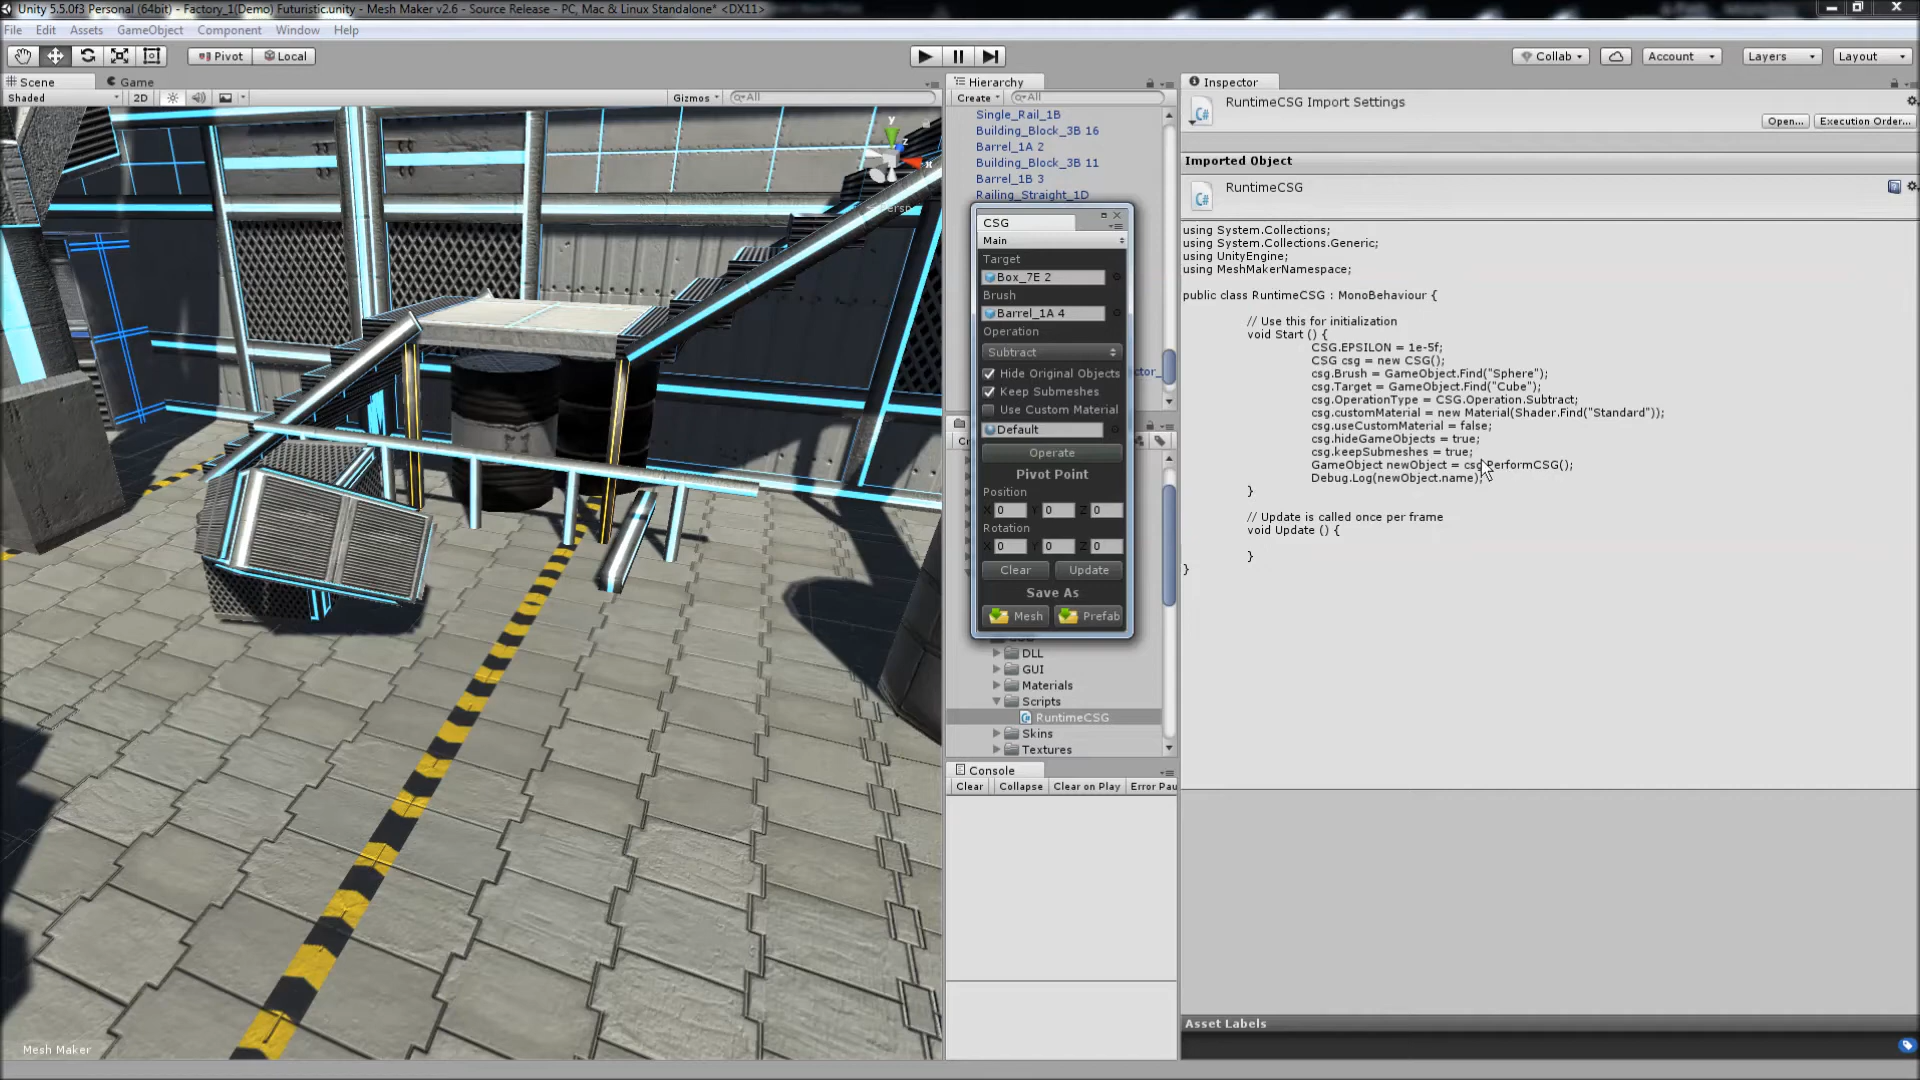 Unity 5.5.0f3 Personal (64bit) - Factory_1(Demo) Futuristic.unity - Mesh Maker v2.6 - Source Release - PC, Mac & Linux Standalone* <DX11>
File Edit Assets GameObject Component Window Help
Pivot Local
Collab Account Layers Layout
Scene Game
Shaded 2D Gizmos All
Hierarchy
Create All
Single_Rail_1B
Building_Block_3B 16
Barrel_1A 2
Building_Block_3B 11
Barrel_1B 3
Railing_Straight_1D
y
z
x
Persp
CSG
Main
Target
Box_7E 2
Brush
Barrel_1A 4
Operation
Subtract
Hide Original Objects
Keep Submeshes
Use Custom Material
Default
Operate
Pivot Point
Position
X 0 Y 0 Z 0
Rotation
X 0 Y 0 Z 0
Clear Update
Save As
Mesh Prefab
DLL
GUI
Materials
Scripts
RuntimeCSG
Skins
Textures
Console
Clear Collapse Clear on Play Error Pau
Inspector
RuntimeCSG Import Settings
Open... Execution Order...
Imported Object
RuntimeCSG
using System.Collections;
using System.Collections.Generic;
using UnityEngine;
using MeshMakerNamespace;
public class RuntimeCSG : MonoBehaviour {
// Use this for initialization
void Start () {
CSG.EPSILON = 1e-5f;
CSG csg = new CSG();
csg.Brush = GameObject.Find("Sphere");
csg.Target = GameObject.Find("Cube");
csg.OperationType = CSG.Operation.Subtract;
csg.customMaterial = new Material(Shader.Find("Standard"));
csg.useCustomMaterial = false;
csg.hideGameObjects = true;
csg.keepSubmeshes = true;
GameObject newObject = csg.PerformCSG();
Debug.Log(newObject.name);
}
// Update is called once per frame
void Update () {
}
}
Asset Labels
Mesh Maker